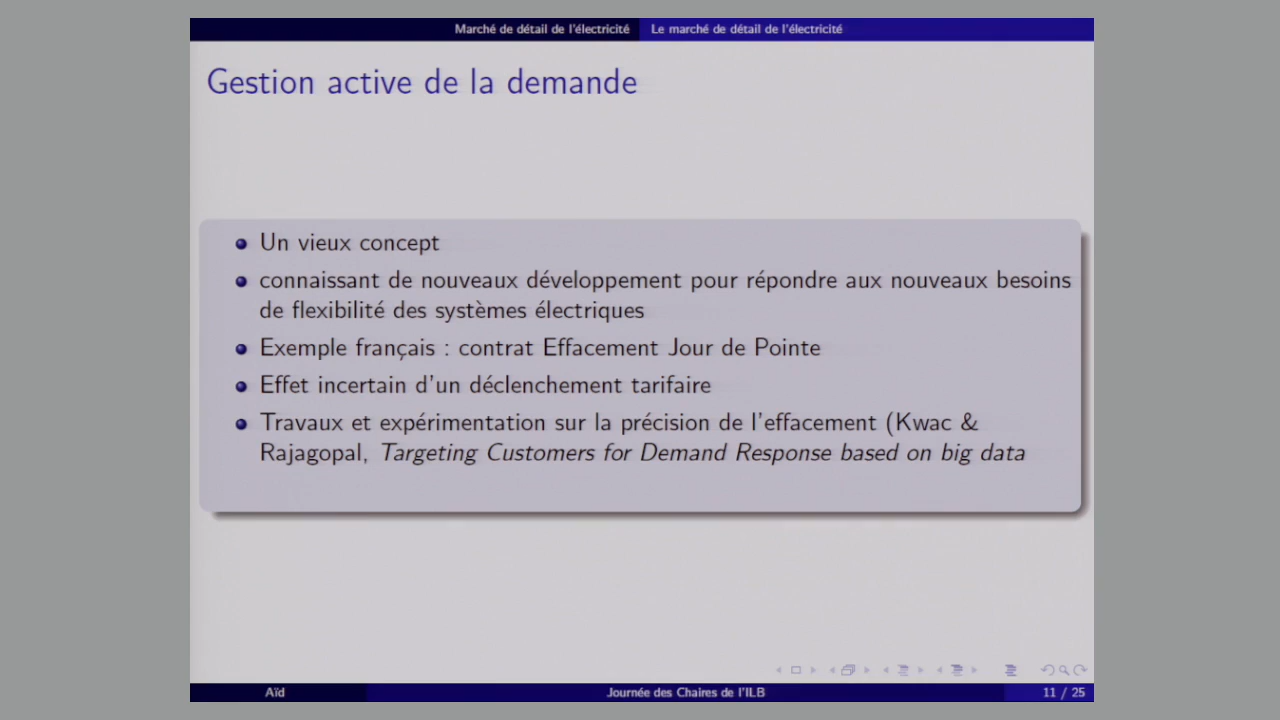 Marché de détail de l'électricité Le marché de détail de l'électricité
Gestion active de la demande
Un vieux concept
connaissant de nouveaux développement pour répondre aux nouveaux besoins
de flexibilité des systèmes électriques
Exemple français : contrat Effacement Jour de Pointe
Effet incertain d'un déclenchement tarifaire
Travaux et expérimentation sur la précision de l'effacement (Kwac &
Rajagopal, Targeting Customers for Demand Response based on big data
Aïd Journée des Chaires de l'ILB 11 / 25